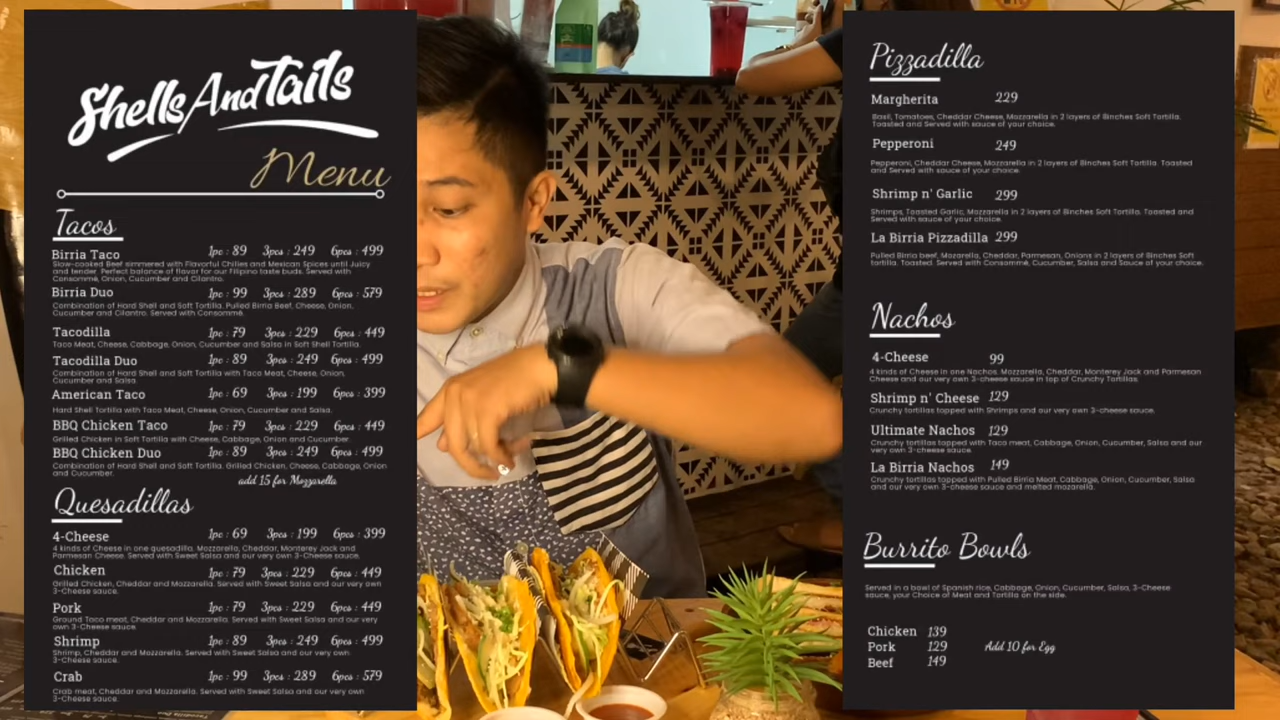 Shells And Tails
Menu
Tacos
Birria Taco 1pc : 89 3pcs : 249 6pcs : 499
Slow-cooked Beef simmered with Flavorful Chilies and Mexican Spices until Juicy
and tender. Perfect balance of flavor for our Filipino taste buds. Served with
Consommé, Onion, Cucumber and Cilantro.
Birria Duo 1pc : 99 3pcs : 289 6pcs : 579
Combination of Hard Shell and Soft Tortilla. Pulled Birria Beef, Cheese, Onion,
Cucumber and Cilantro. Served with Consommé.
Tacodilla 1pc : 79 3pcs : 229 6pcs : 449
Taco Meat, Cheese, Cabbage, Onion, Cucumber and Salsa in Soft Shell Tortilla.
Tacodilla Duo 1pc : 89 3pcs : 249 6pcs : 499
Combination of Hard Shell and Soft Tortilla with Taco Meat, Cheese, Onion,
Cucumber and Salsa.
American Taco 1pc : 69 3pcs : 199 6pcs : 399
Hard Shell Tortilla with Taco Meat, Cheese, Onion, Cucumber and Salsa.
BBQ Chicken Taco 1pc : 79 3pcs : 229 6pcs : 449
Grilled Chicken in Soft Tortilla with Cheese, Cabbage, Onion and Cucumber.
BBQ Chicken Duo 1pc : 89 3pcs : 249 6pcs : 499
Combination of Hard Shell and Soft Tortilla. Grilled Chicken, Cheese, Cabbage, Onion
and Cucumber.
add 15 for Mozzarella
Quesadillas
4-Cheese 1pc : 69 3pcs : 199 6pcs : 399
4 kinds of Cheese in one quesadilla. Mozzarella, Cheddar, Monterey Jack and
Parmesan Cheese. Served with Sweet Salsa and our very own 3-Cheese sauce.
Chicken 1pc : 79 3pcs : 229 6pcs : 449
Grilled Chicken, Cheddar and Mozzarella. Served with Sweet Salsa and our very own
3-Cheese sauce.
Pork 1pc : 79 3pcs : 229 6pcs : 449
Ground Taco meat, Cheddar and Mozzarella. Served with Sweet Salsa and our very
own 3-Cheese sauce
Shrimp 1pc : 89 3pcs : 249 6pcs : 499
Shrimp, Cheddar and Mozzarella. Served with Sweet Salsa and our very own
3-Cheese sauce.
Crab 1pc : 99 3pcs : 289 6pcs : 579
Crab meat, Cheddar and Mozzarella. Served with Sweet Salsa and our very own
3-Cheese sauce.
Pizzadilla
Margherita 229
Basil, Tomatoes, Cheddar Cheese, Mozzarella in 2 layers of 8inches Soft Tortilla.
Toasted and Served with sauce of your choice.
Pepperoni 249
Pepperoni, Cheddar Cheese, Mozzarella in 2 layers of 8inches Soft Tortilla. Toasted
and Served with sauce of your choice.
Shrimp n' Garlic 299
Shrimps, Toasted Garlic, Mozzarella in 2 layers of 8inches Soft Tortilla. Toasted and
Served with sauce of your choice.
La Birria Pizzadilla 299
Pulled Birria beef, Mozarella, Cheddar, Parmesan, Onions in 2 layers of 8inches Soft
tortilla. Toasted. Served with Consommé, Cucumber, Salsa and Sauce of your choice.
Nachos
4-Cheese 99
4 kinds of Cheese in one Nachos. Mozzarella, Cheddar, Monterey Jack and Parmesan
Cheese and our very own 3-cheese sauce in top of Crunchy Tortillas.
Shrimp n' Cheese 129
Crunchy tortillas topped with Shrimps and our very own 3-cheese sauce.
Ultimate Nachos 129
Crunchy tortillas topped with Taco meat, Cabbage, Onion, Cucumber, Salsa and our
very own 3-cheese sauce.
La Birria Nachos 149
Crunchy tortillas topped with Pulled Birria Meat, Cabbage, Onion, Cucumber, Salsa
and our very own 3-cheese sauce and melted mozarella.
Burrito Bowls
Served in a bowl of Spanish rice, Cabbage, Onion, Cucumber, Salsa, 3-Cheese
sauce, your Choice of Meat and Tortilla on the side.
Chicken 139
Pork 129 Add 10 for Egg
Beef 149